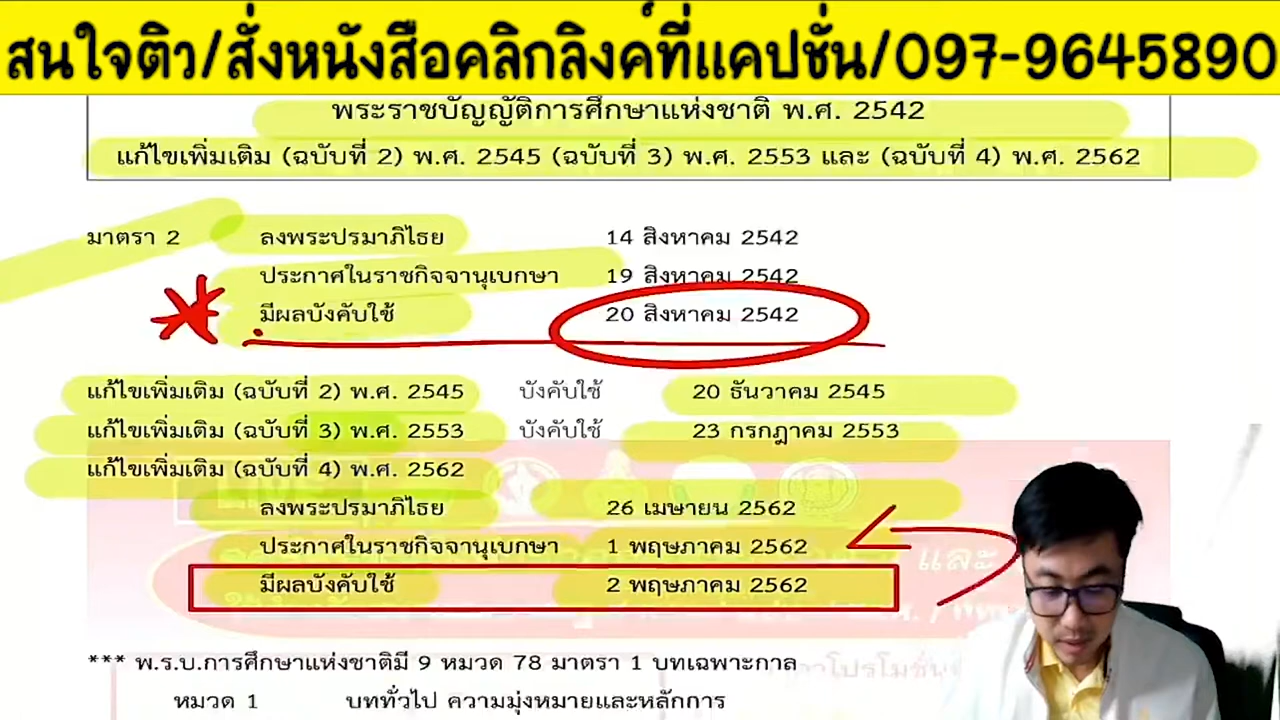 สนใจติว/สั่งหนังสือคลิกลิงค์ที่แคปชั่น/097-9645890
พระราชบัญญัติการศึกษาแห่งชาติ พ.ศ. 2542
แก้ไขเพิ่มเติม (ฉบับที่ 2) พ.ศ. 2545 (ฉบับที่ 3) พ.ศ. 2553 และ (ฉบับที่ 4) พ.ศ. 2562
มาตรา 2 ลงพระปรมาภิไธย 14 สิงหาคม 2542
ประกาศในราชกิจจานุเบกษา 19 สิงหาคม 2542
มีผลบังคับใช้ 20 สิงหาคม 2542
แก้ไขเพิ่มเติม (ฉบับที่ 2) พ.ศ. 2545 บังคับใช้ 20 ธันวาคม 2545
แก้ไขเพิ่มเติม (ฉบับที่ 3) พ.ศ. 2553 บังคับใช้ 23 กรกฎาคม 2553
แก้ไขเพิ่มเติม (ฉบับที่ 4) พ.ศ. 2562
ลงพระปรมาภิไธย 26 เมษายน 2562
ประกาศในราชกิจจานุเบกษา 1 พฤษภาคม 2562
และ
มีผลบังคับใช้ 2 พฤษภาคม 2562
*** พ.ร.บ.การศึกษาแห่งชาติมี 9 หมวด 78 มาตรา 1 บทเฉพาะกาล
หมวด 1 บททั่วไป ความมุ่งหมายและหลักการ